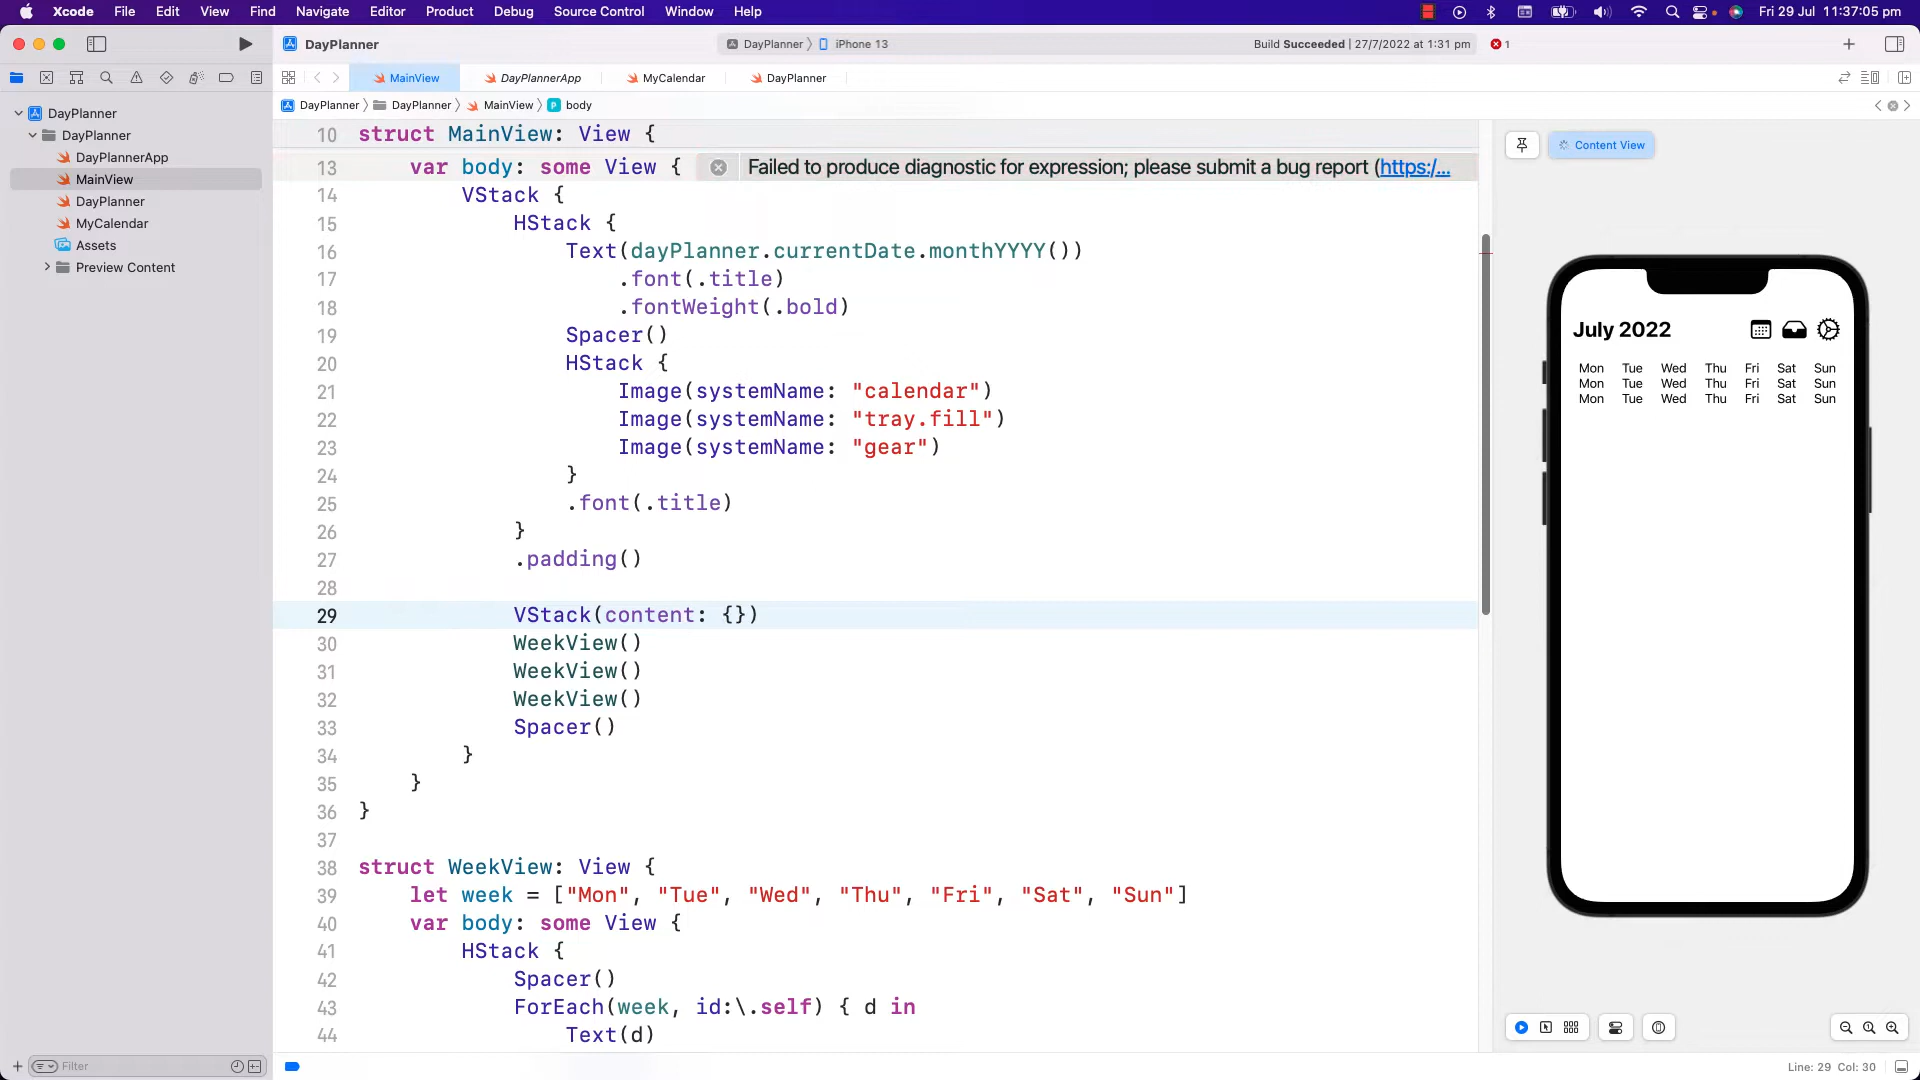 Xcode File Edit View Find Navigate Editor Product Debug Source Control Window Help Fri 29 Jul 11:37:05 pm
DayPlanner DayPlanner iPhone 13 Build Succeeded | 27/7/2022 at 1:31 pm 1
MainView DayPlannerApp MyCalendar DayPlanner
DayPlanner DayPlanner MainView body
DayPlanner
DayPlanner
DayPlannerApp
MainView
DayPlanner
MyCalendar
Assets
Preview Content
Filter
10 struct MainView: View {
13 var body: some View { Failed to produce diagnostic for expression; please submit a bug report (https:/...
14 VStack {
15 HStack {
16 Text(dayPlanner.currentDate.monthYYYY())
17 .font(.title)
18 .fontWeight(.bold)
19 Spacer()
20 HStack {
21 Image(systemName: "calendar")
22 Image(systemName: "tray.fill")
23 Image(systemName: "gear")
24 }
25 .font(.title)
26 }
27 .padding()
28
29 VStack(content: {})
30 WeekView()
31 WeekView()
32 WeekView()
33 Spacer()
34 }
35 }
36 }
37
38 struct WeekView: View {
39 let week = ["Mon", "Tue", "Wed", "Thu", "Fri", "Sat", "Sun"]
40 var body: some View {
41 HStack {
42 Spacer()
43 ForEach(week, id:\.self) { d in
44 Text(d)
Content View
July 2022
Mon Tue Wed Thu Fri Sat Sun
Mon Tue Wed Thu Fri Sat Sun
Mon Tue Wed Thu Fri Sat Sun
Line: 29 Col: 30